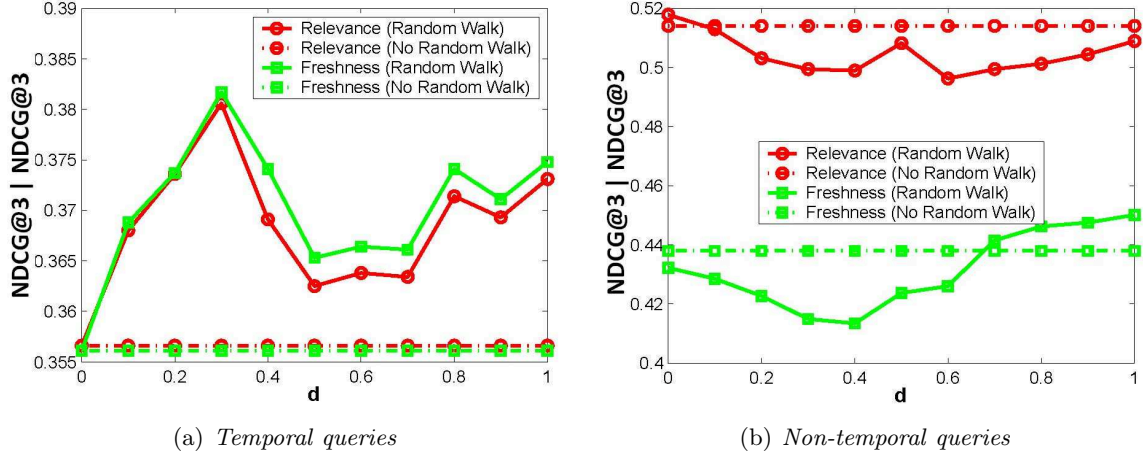 0.39
0.385
0.38
0.375
0.37
0.365
0.36
0.355
NDCG@3 | NDCG@3
Relevance (Random Walk)
Relevance (No Random Walk)
Freshness (Random Walk)
Freshness (No Random Walk)
0 0.2 0.4 0.6 0.8 1
d
(a) Temporal queries
0.52
0.5
0.48
0.46
0.44
0.42
0.4
NDCG@3 | NDCG@3
Relevance (Random Walk)
Relevance (No Random Walk)
Freshness (Random Walk)
Freshness (No Random Walk)
0 0.2 0.4 0.6 0.8 1
d
(b) Non-temporal queries